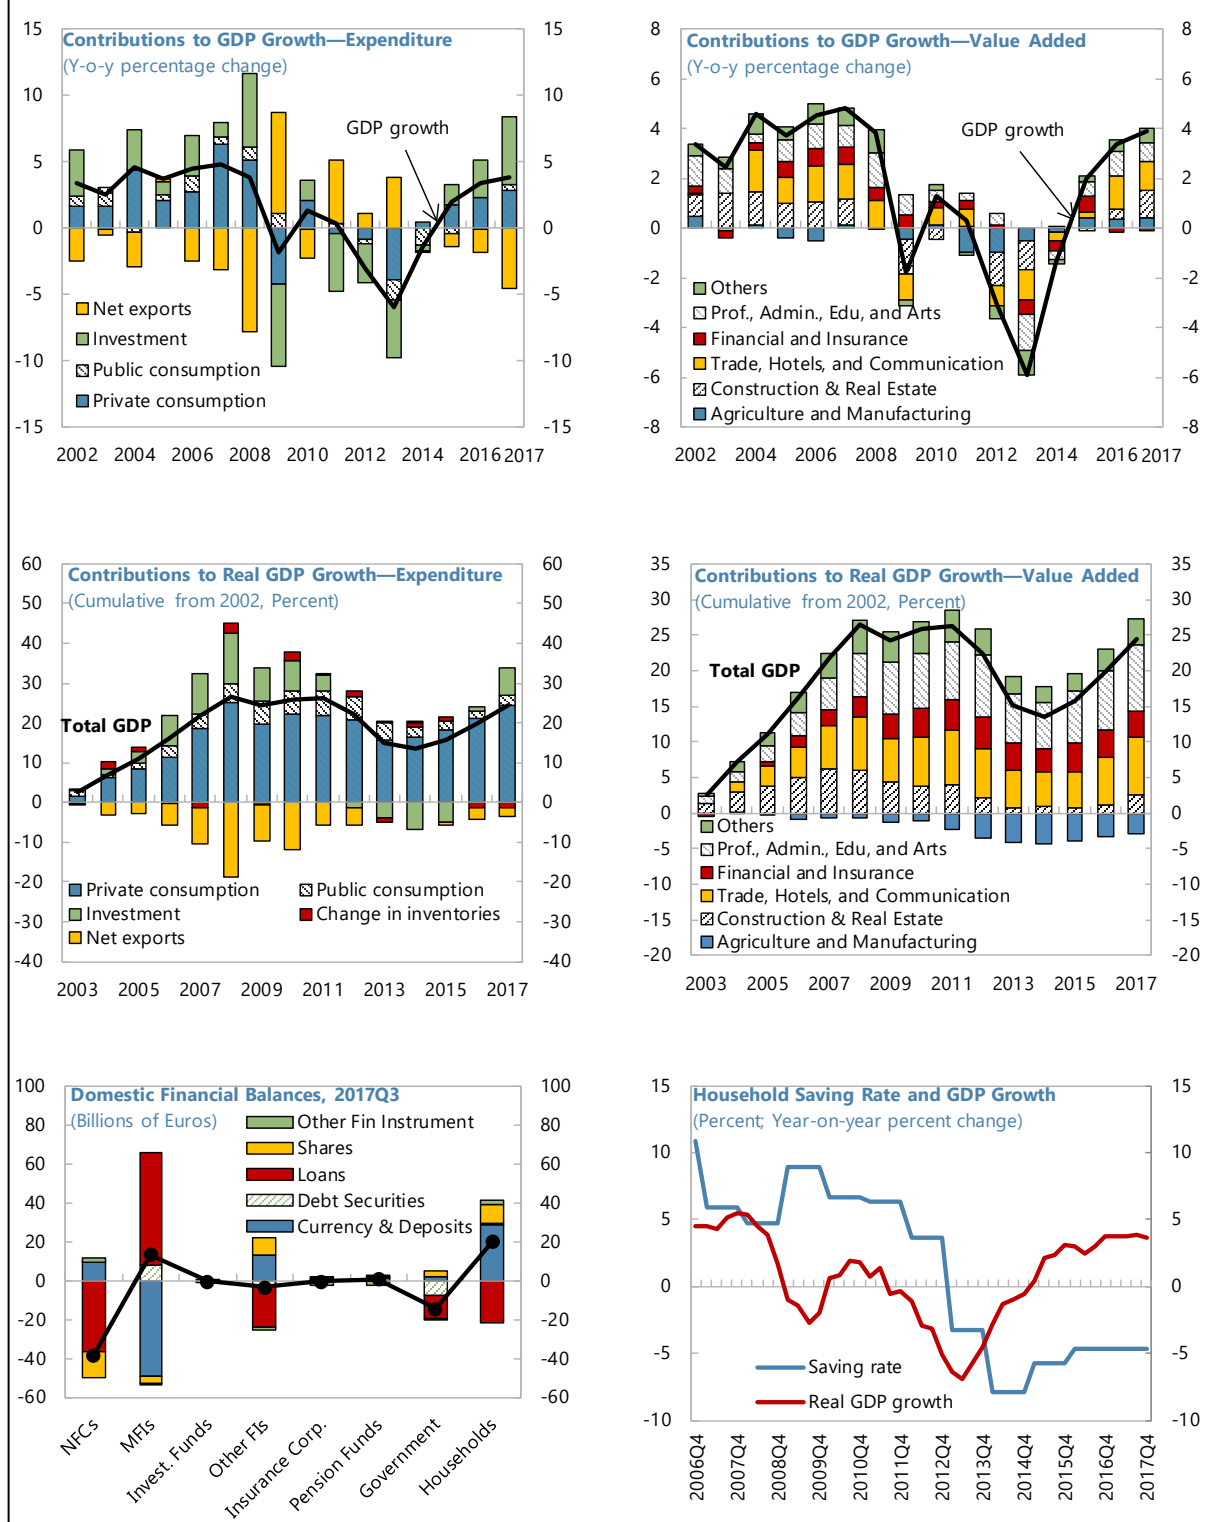 Contributions to GDP Growth—Expenditure
(Y-o-y percentage change)
15
10
5
0
-5
-10
-15
15
10
5
0
-5
-10
-15
GDP growth
Net exports
Investment
Public consumption
Private consumption
2002 2004 2006 2008 2010 2012 2014 2016 2017
Contributions to GDP Growth—Value Added
(Y-o-y percentage change)
8
6
4
2
0
-2
-4
-6
-8
8
6
4
2
0
-2
-4
-6
-8
GDP growth
Others
Prof., Admin., Edu, and Arts
Financial and Insurance
Trade, Hotels, and Communication
Construction & Real Estate
Agriculture and Manufacturing
2002 2004 2006 2008 2010 2012 2014 2016 2017
Contributions to Real GDP Growth—Expenditure
(Cumulative from 2002, Percent)
60
50
40
30
20
10
0
-10
-20
-30
-40
60
50
40
30
20
10
0
-10
-20
-30
-40
Total GDP
Private consumption Public consumption
Investment Change in inventories
Net exports
2003 2005 2007 2009 2011 2013 2015 2017
Contributions to Real GDP Growth—Value Added
(Cumulative from 2002, Percent)
35
30
25
20
15
10
5
0
-5
-10
-15
-20
35
30
25
20
15
10
5
0
-5
-10
-15
-20
Total GDP
Others
Prof., Admin., Edu, and Arts
Financial and Insurance
Trade, Hotels, and Communication
Construction & Real Estate
Agriculture and Manufacturing
2003 2005 2007 2009 2011 2013 2015 2017
Domestic Financial Balances, 2017Q3
(Billions of Euros)
100
80
60
40
20
0
-20
-40
-60
100
80
60
40
20
0
-20
-40
-60
Other Fin Instrument
Shares
Loans
Debt Securities
Currency & Deposits
NFCs
MFIs
Invest. Funds
Other FIs
Insurance Corp.
Pension Funds
Government
Households
Household Saving Rate and GDP Growth
(Percent; Year-on-year percent change)
15
10
5
0
-5
-10
15
10
5
0
-5
-10
Saving rate
Real GDP growth
2006Q4
2007Q4
2008Q4
2009Q4
2010Q4
2011Q4
2012Q4
2013Q4
2014Q4
2015Q4
2016Q4
2017Q4